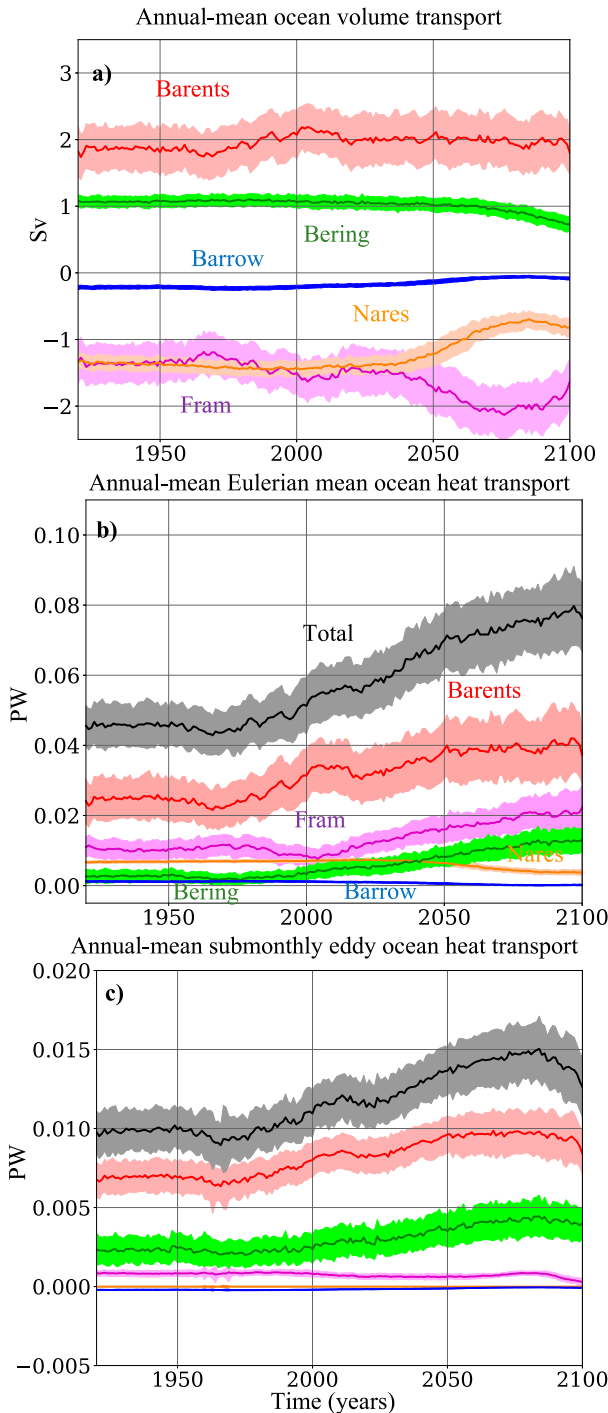 Annual-mean ocean volume transport
a)
3
Barents
2
1
Bering
Sv
Barrow
0
Nares
−1
Fram
−2
1950 2000 2050 2100
Annual-mean Eulerian mean ocean heat transport
b)
0.10
0.08
Total
0.06
Barents
PW
0.04
0.02
Fram
Nares
0.00
Bering Barrow
1950 2000 2050 2100
Annual-mean submonthly eddy ocean heat transport
0.020
c)
0.015
0.010
PW
0.005
0.000
−0.005
1950 2000 2050 2100
Time (years)